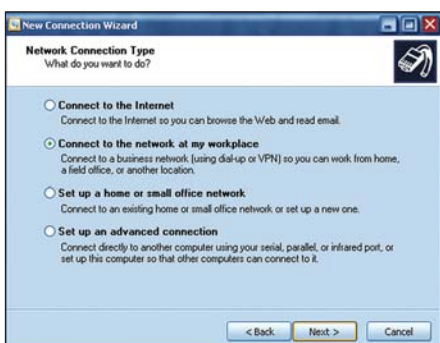 New Connection Wizard
Network Connection Type
What do you want to do?
Connect to the Internet
Connect to the Internet so you can browse the Web and read email.
Connect to the network at my workplace
Connect to a business network (using dial-up or VPN) so you can work from home,
a field office, or another location.
Set up a home or small office network
Connect to an existing home or small office network or set up a new one.
Set up an advanced connection
Connect directly to another computer using your serial, parallel, or infrared port, or
set up this computer so that other computers can connect to it.
< Back Next > Cancel